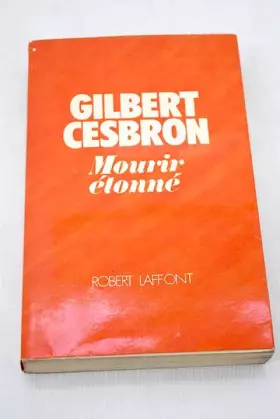 GILBERT
CESBRON
Mourir
étonné
ROBERT LAFFONT